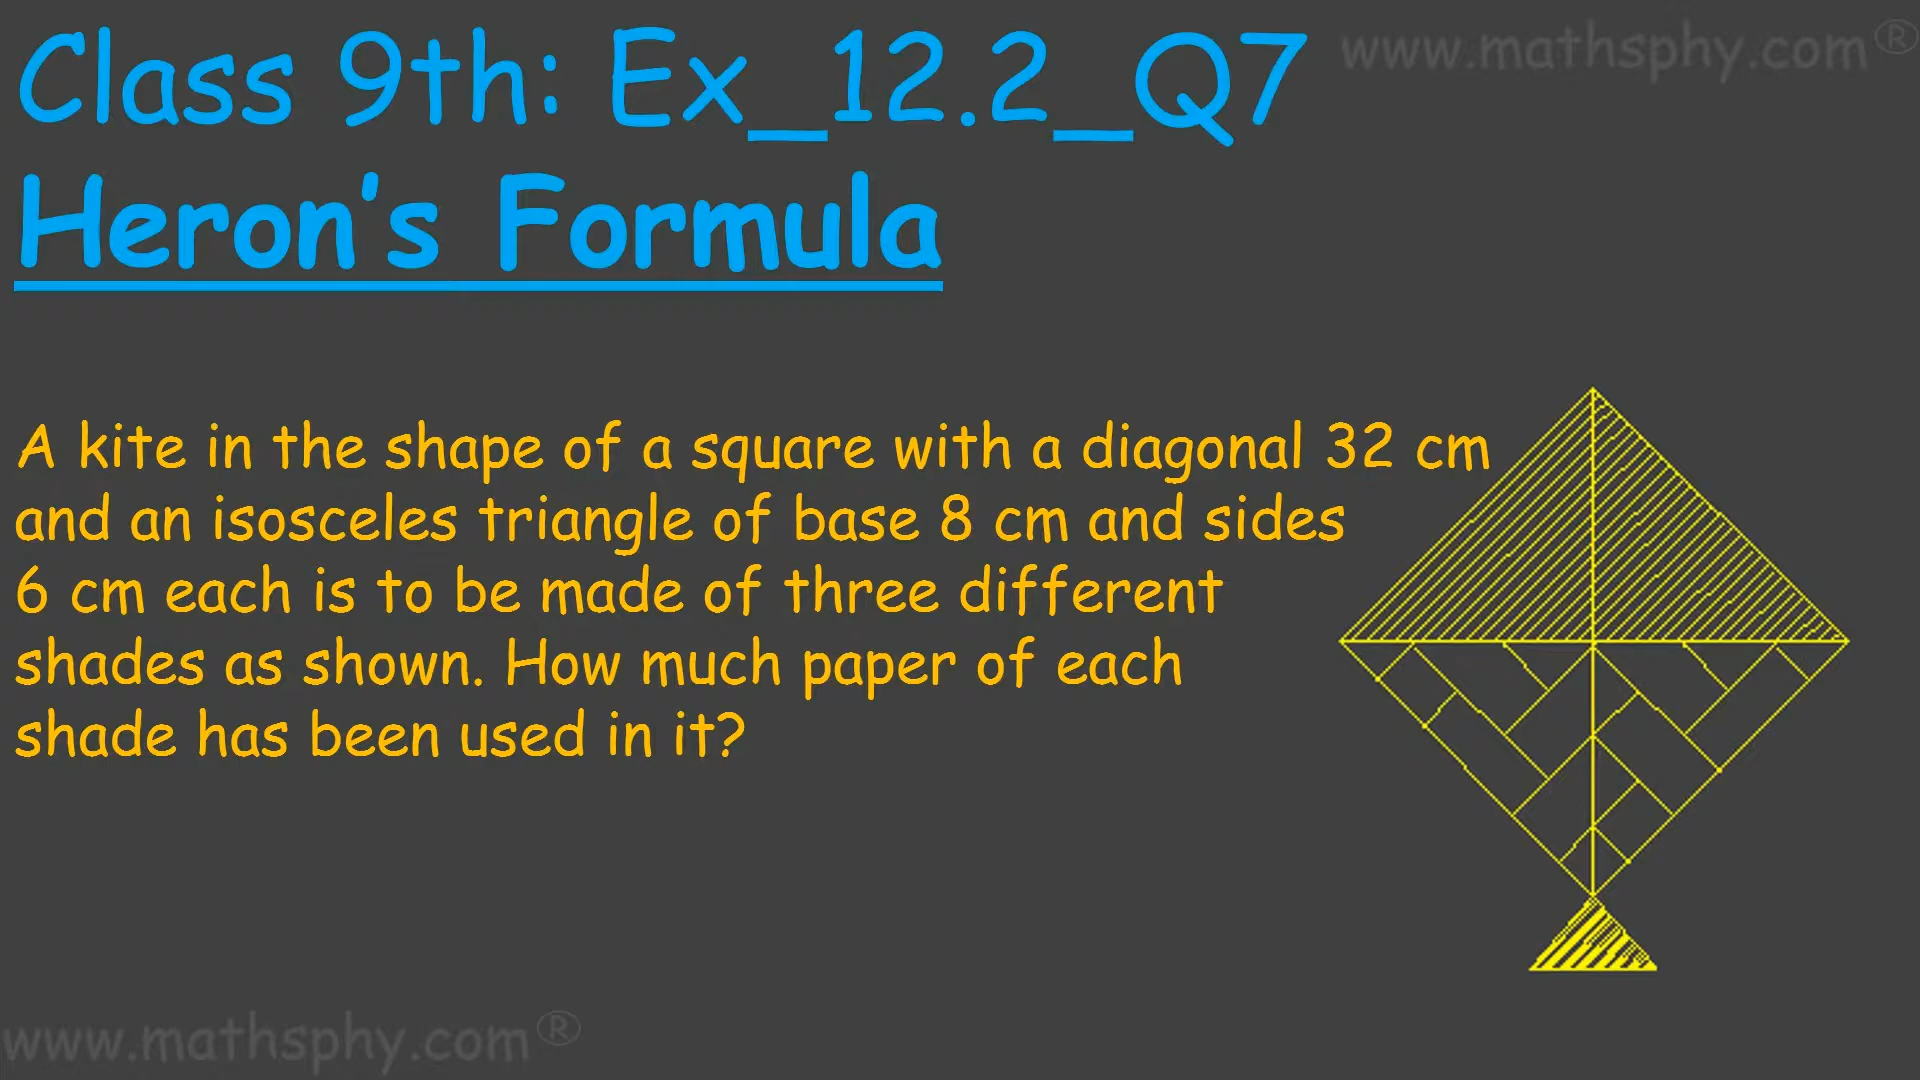 Class 9th: Ex_12.2_Q7
www.mathsphy.com®
Heron's Formula
A kite in the shape of a square with a diagonal 32 cm
and an isosceles triangle of base 8 cm and sides
6 cm each is to be made of three different
shades as shown. How much paper of each
shade has been used in it?
www.mathsphy.com®